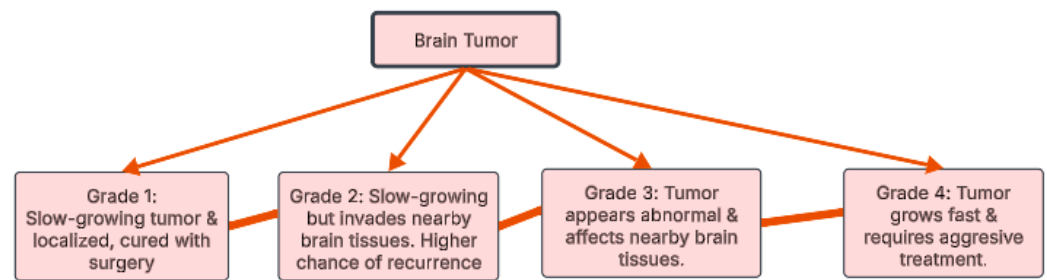 Brain Tumor
Grade 1:
Slow-growing tumor &
localized, cured with
surgery
Grade 2: Slow-growing
but invades nearby
brain tissues. Higher
chance of recurrence
Grade 3: Tumor
appears abnormal &
affects nearby brain
tissues.
Grade 4: Tumor
grows fast &
requires aggresive
treatment.